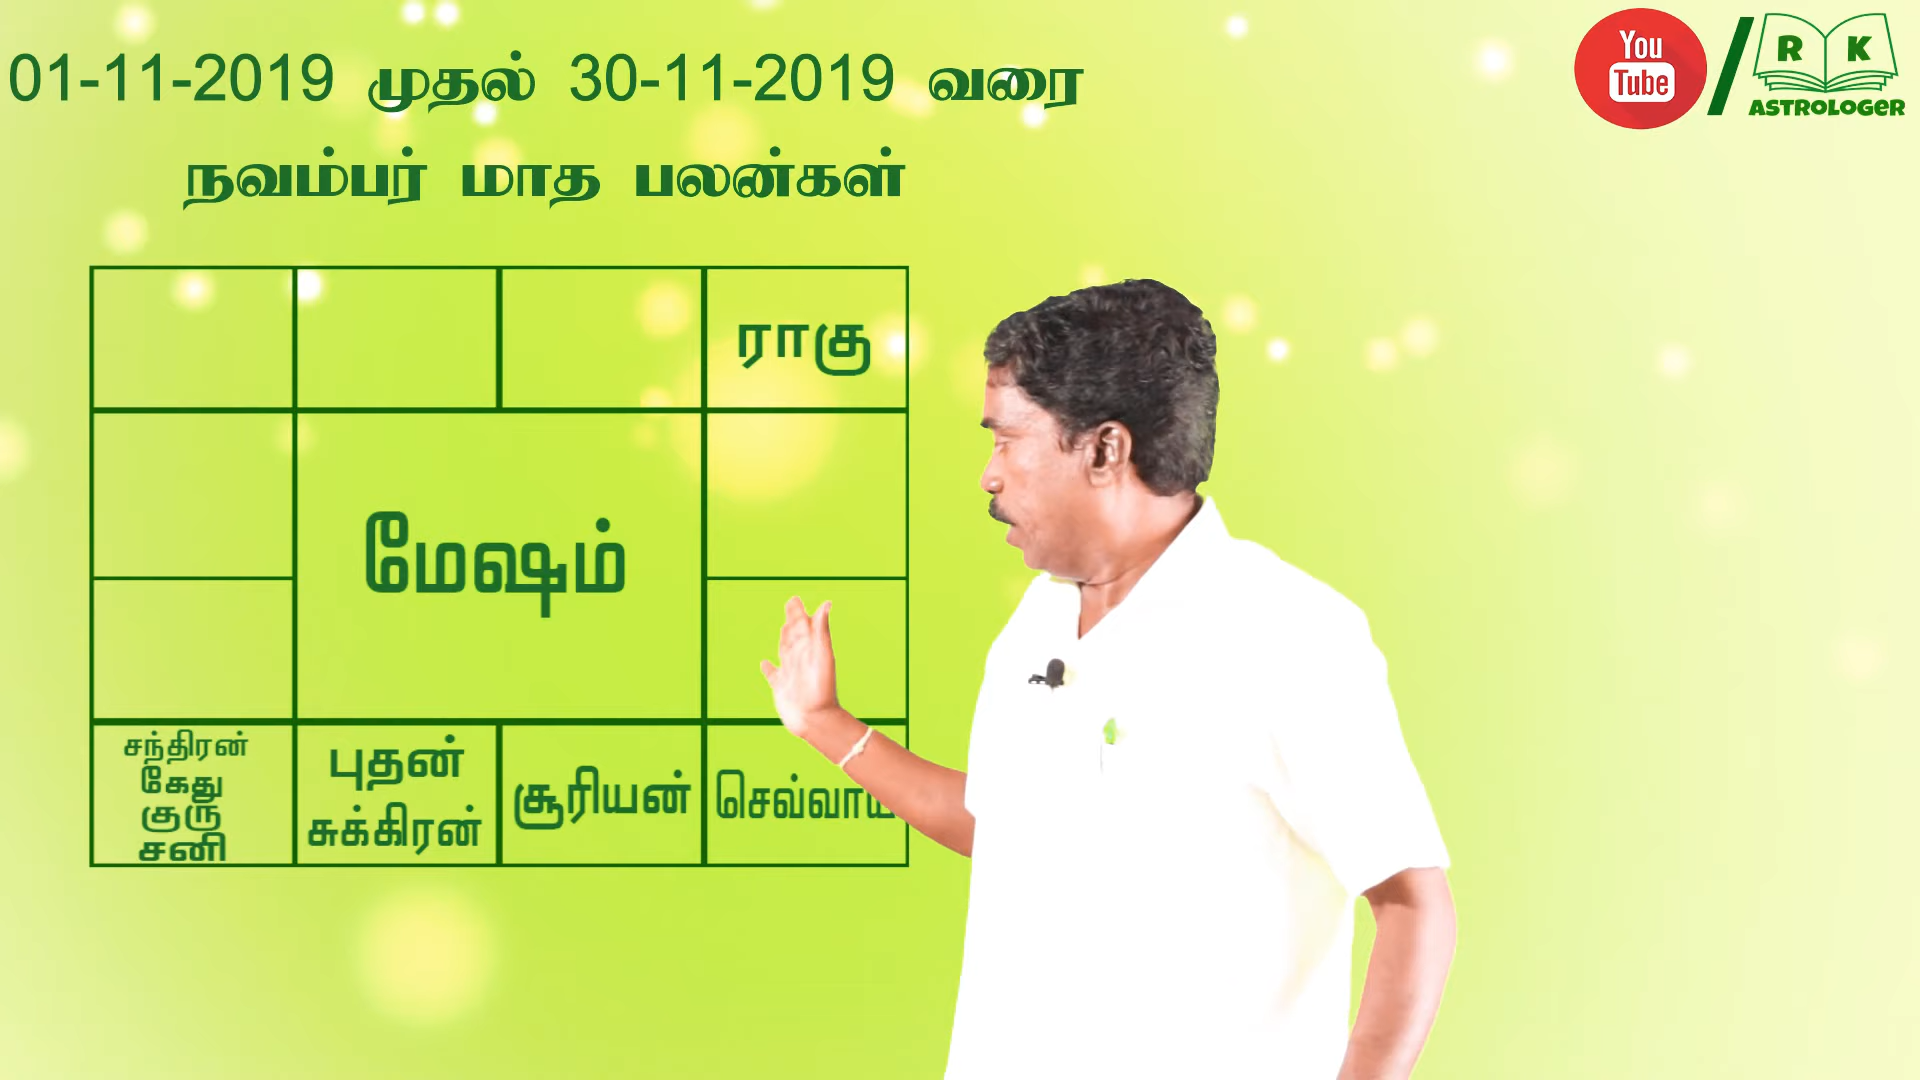 01-11-2019 முதல் 30-11-2019 வரை
நவம்பர் மாத பலன்கள்
You
Tube
R K
ASTROLOGER
ராகு
மேஷம்
சந்திரன்
கேது
குரு
சனி
புதன்
சுக்கிரன்
சூரியன்
செவ்வாய்